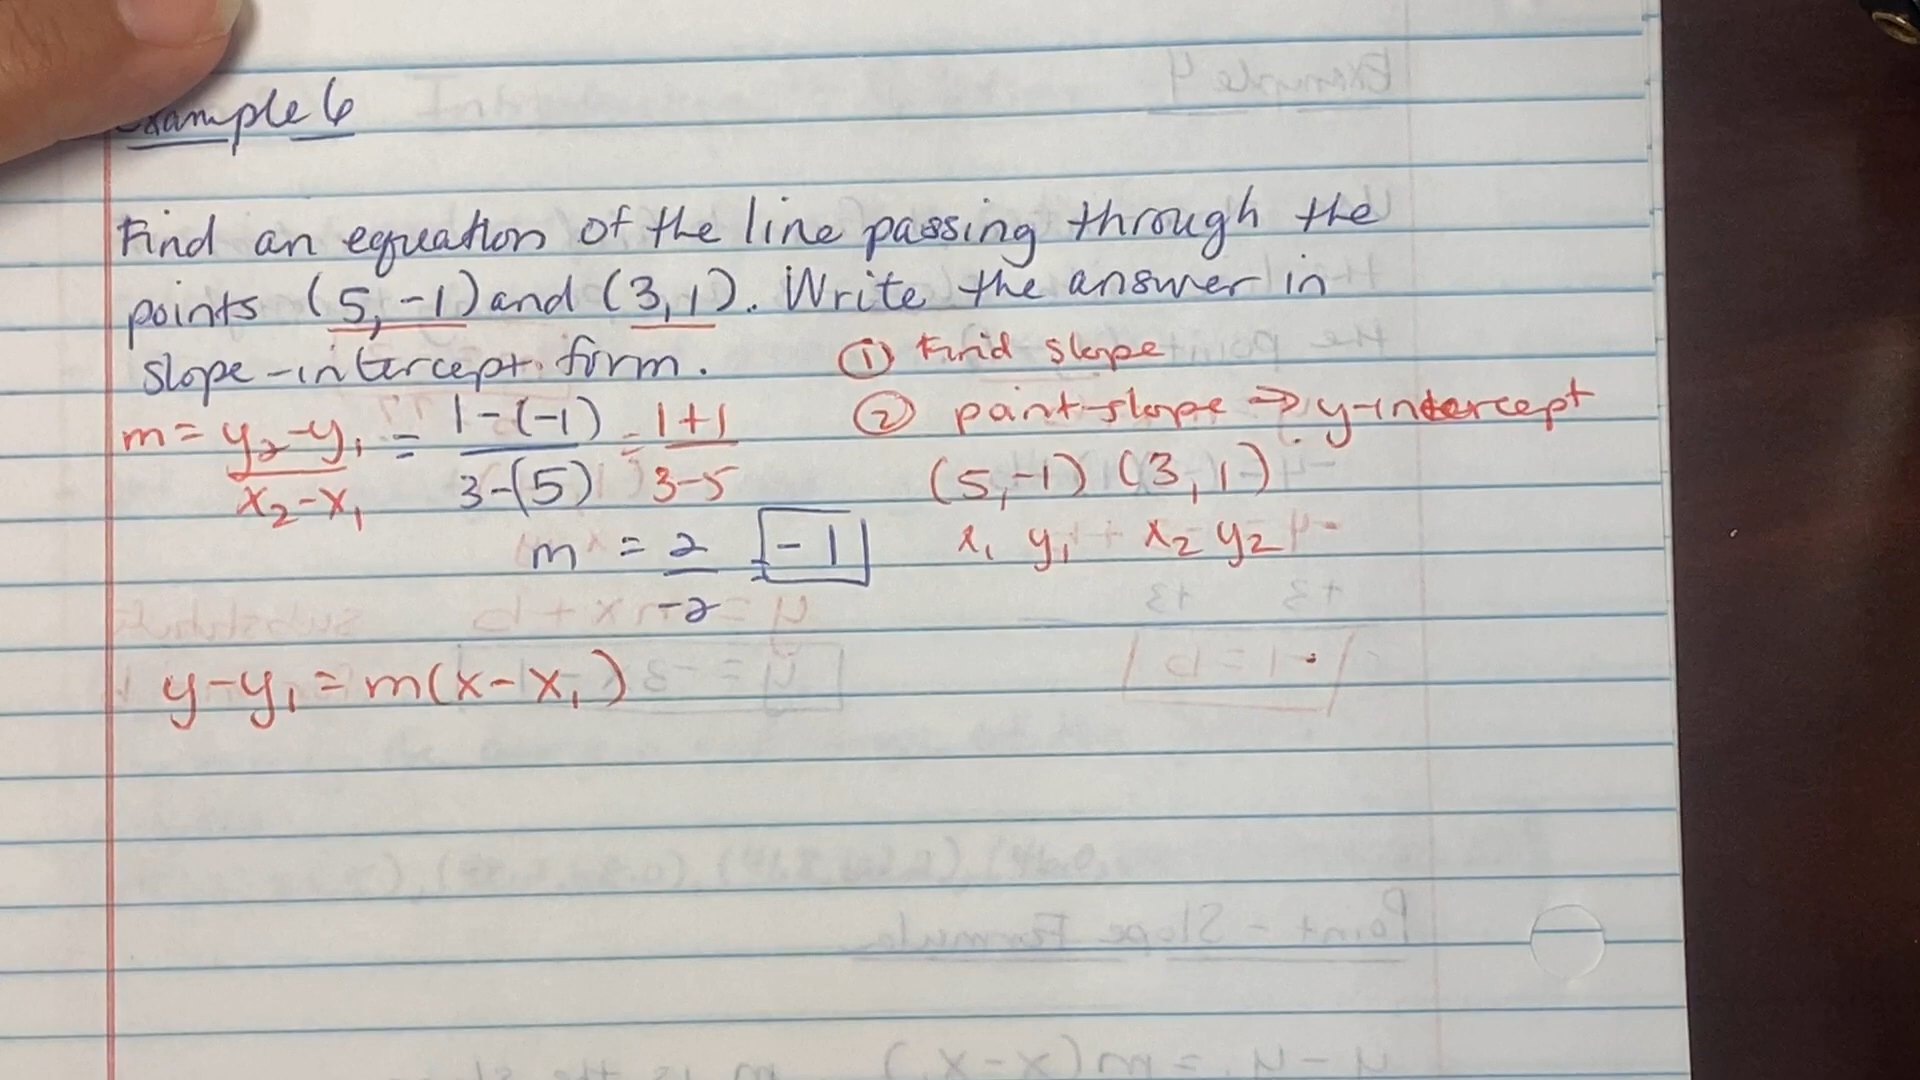 Example 6
Find an equation of the line passing through the
points (5, -1) and (3, 1). Write the answer in
slope-intercept form.
① Find slope
② point-slope → y-intercept
m = y₂-y₁/x₂-x₁ = 1-(-1)/3-(5) = 1+1/3-5
(5, -1) (3, 1)
x₁ y₁ x₂ y₂
m = 2/-2 = -1
y-y₁ = m(x-x₁)